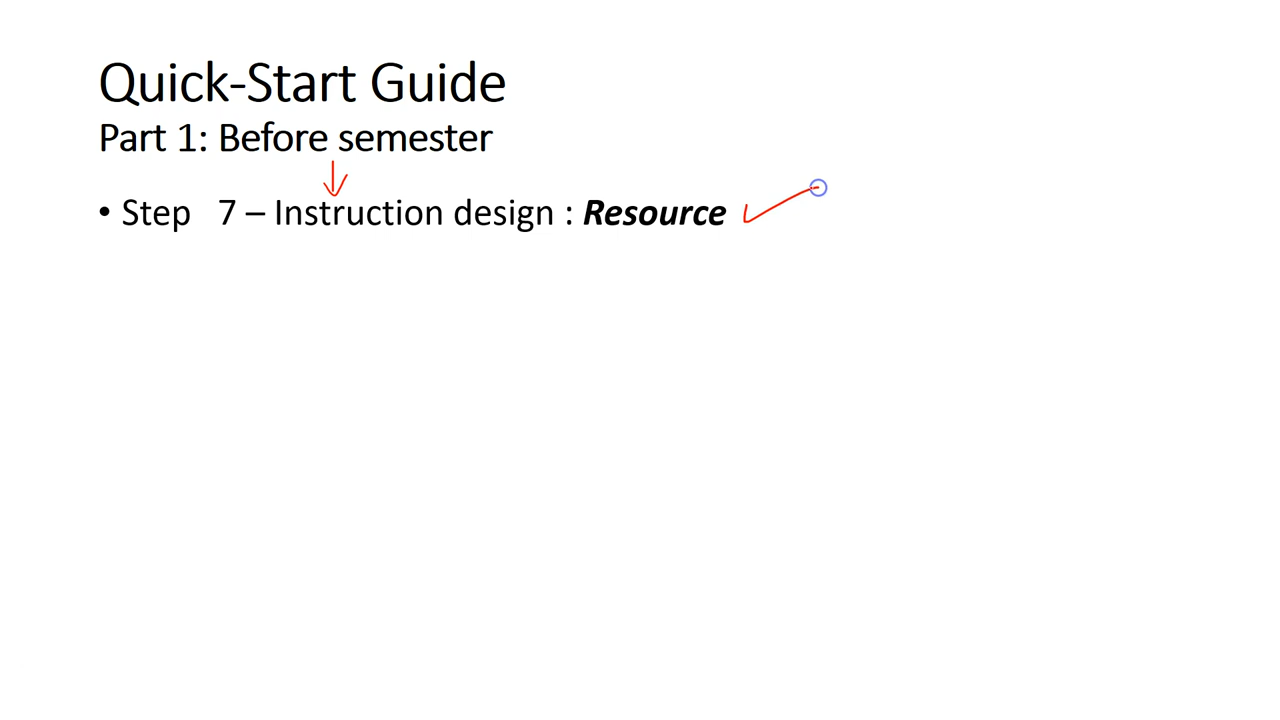 Quick-Start Guide
Part 1: Before semester
• Step 7 – Instruction design : Resource